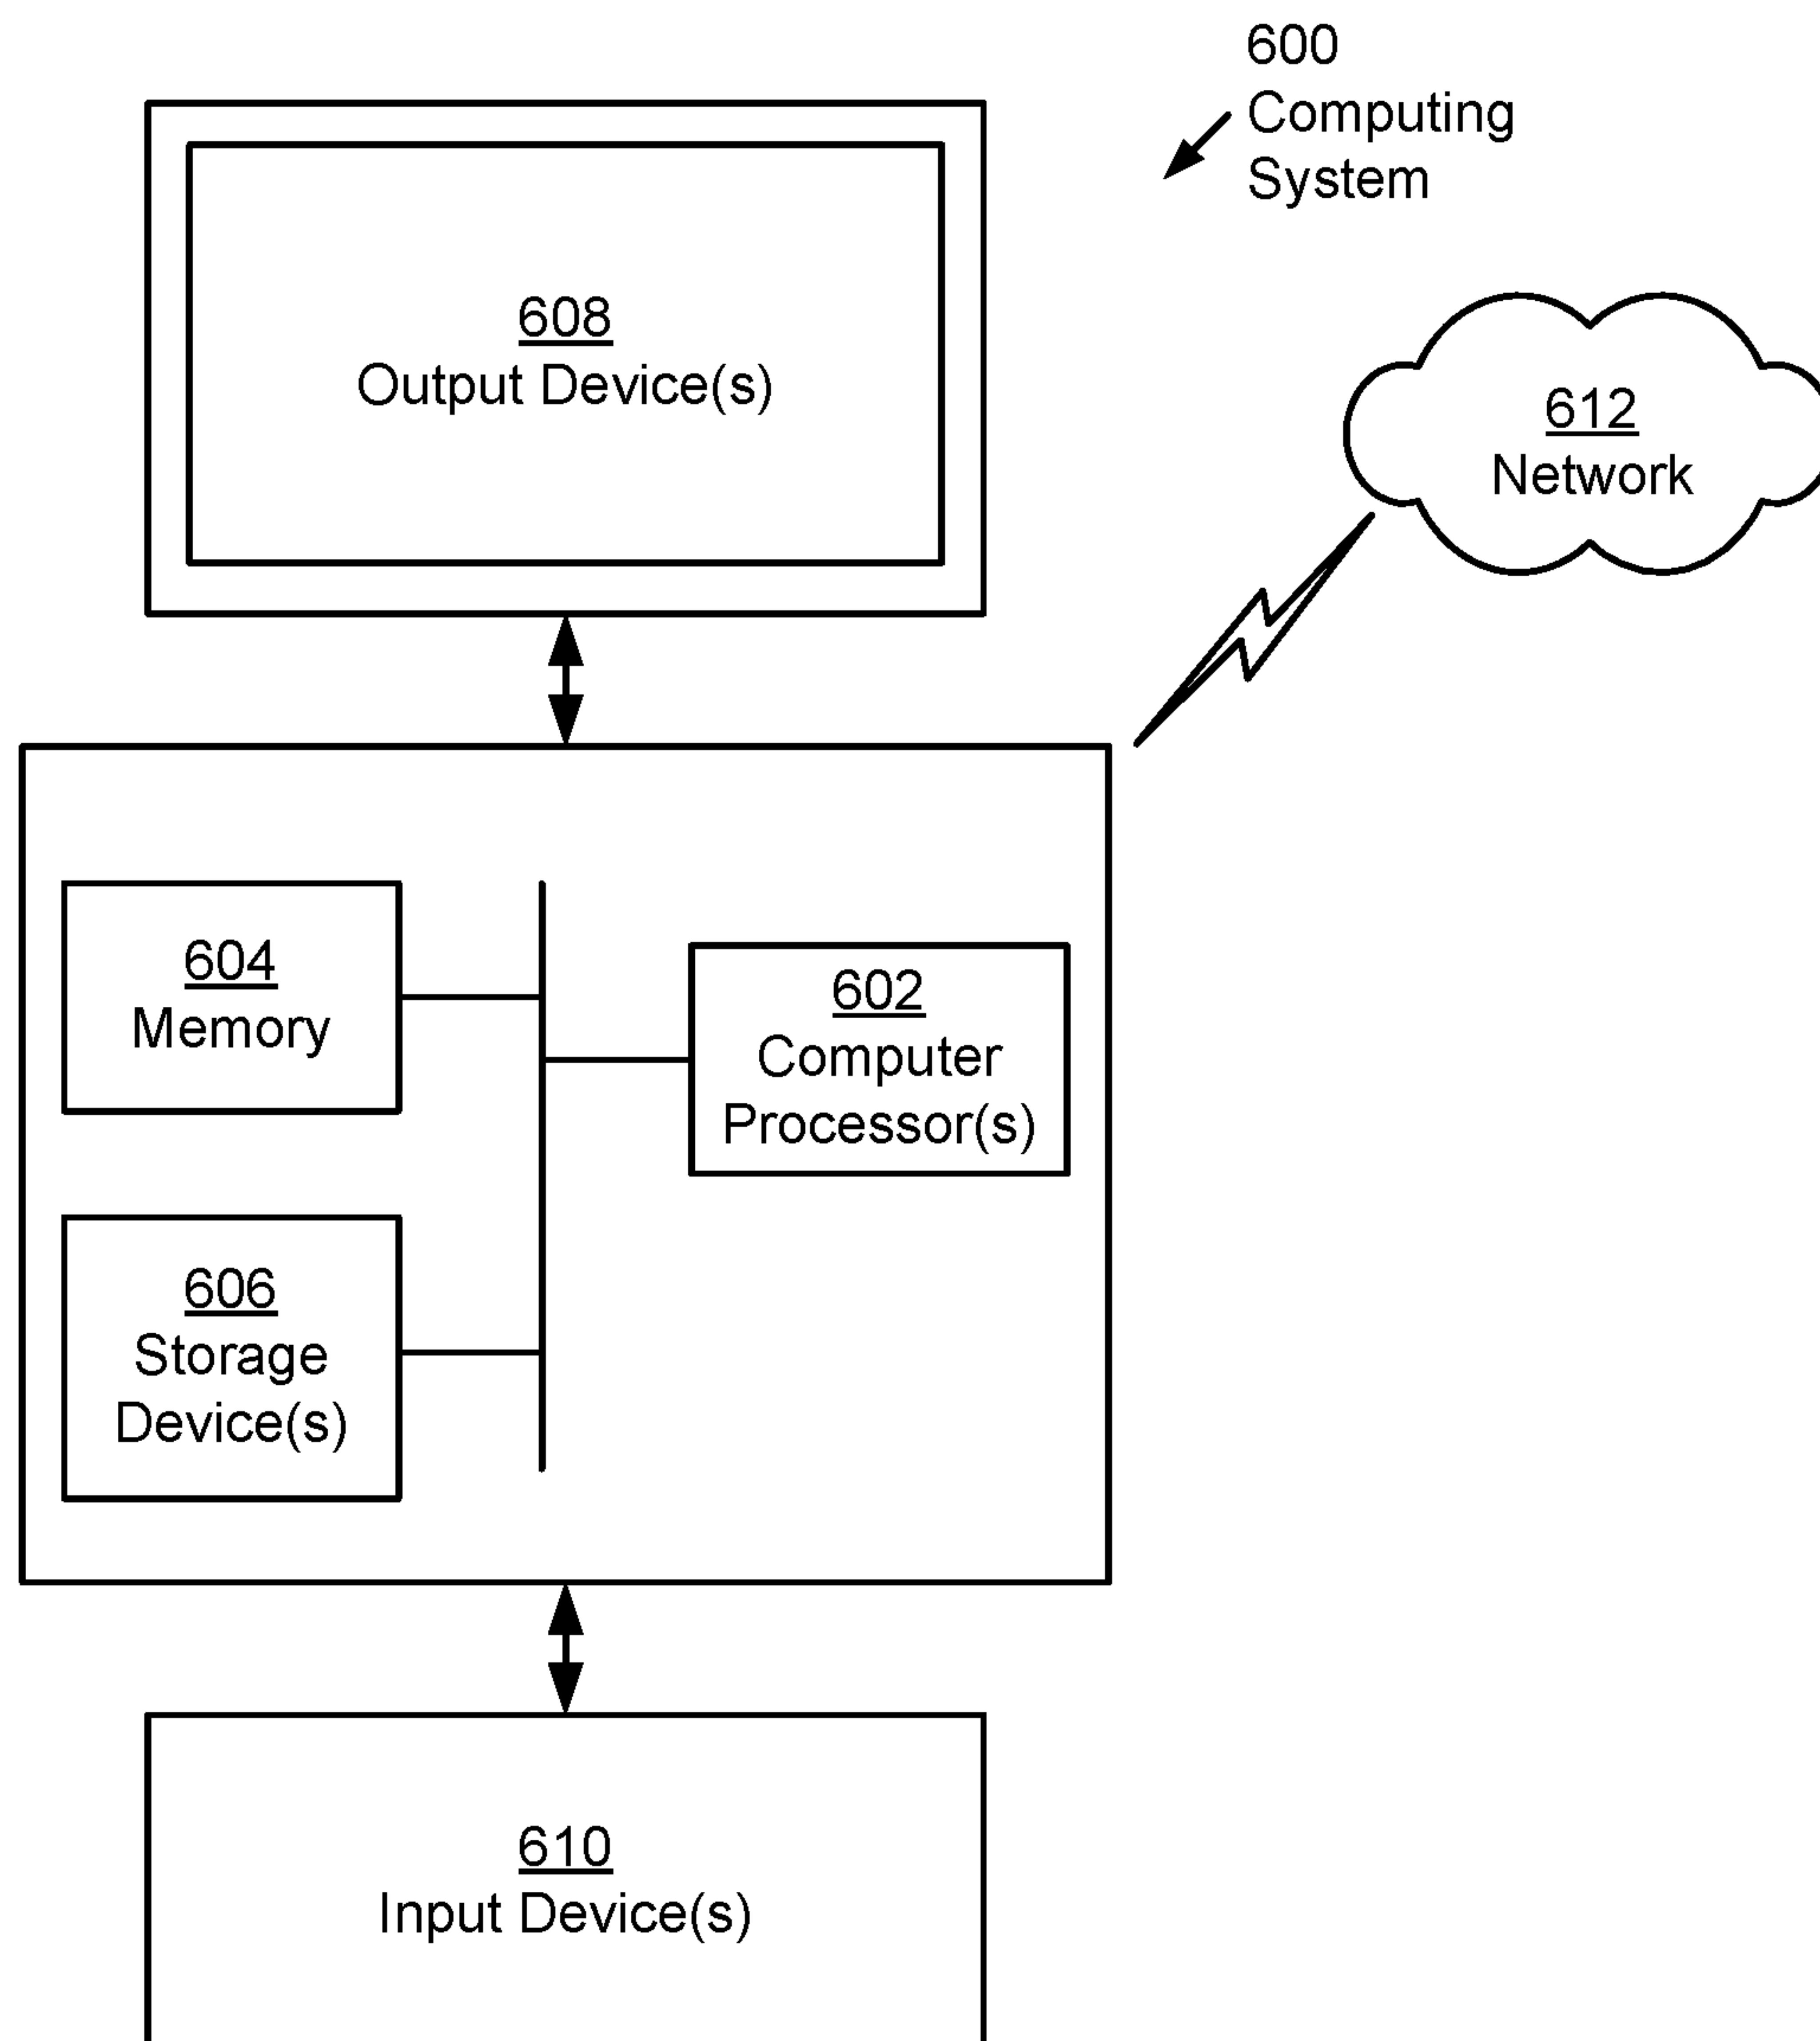 600
Computing
System
608
Output Device(s)
612
Network
604
Memory
602
Computer
Processor(s)
606
Storage
Device(s)
610
Input Device(s)